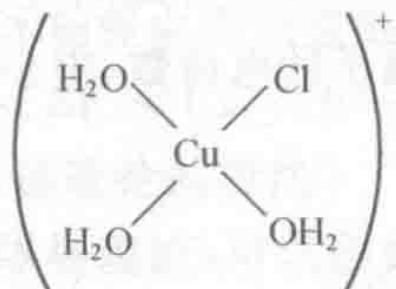 +
H₂O Cl
Cu
H₂O OH₂